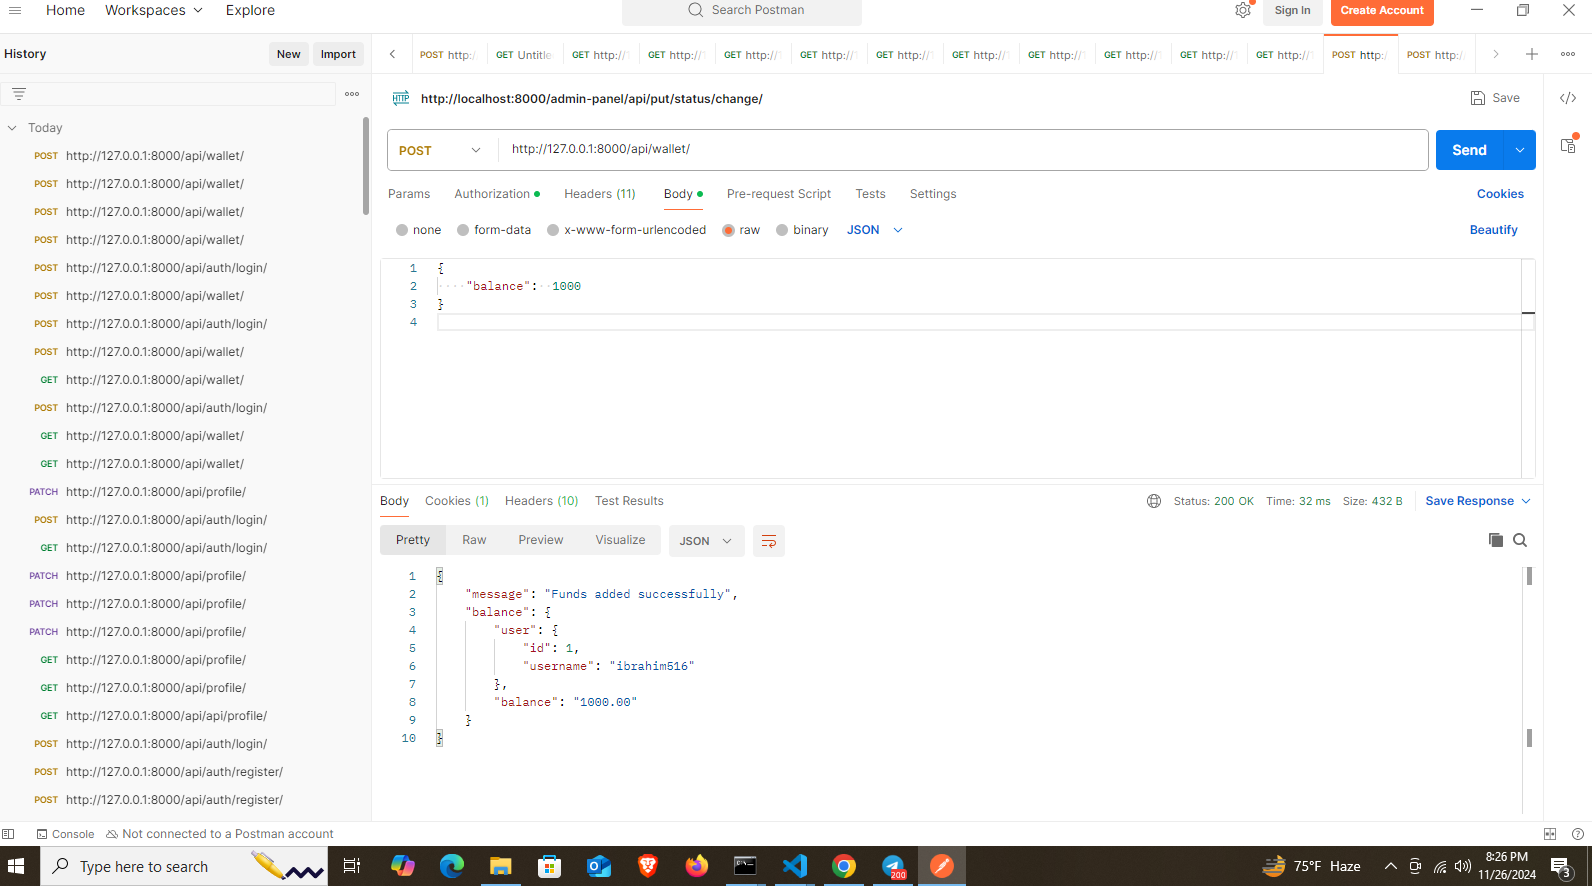 Home Workspaces Explore Search Postman Sign In Create Account
History New Import
POST http:/ GET Untitle GET http:// GET http:// GET http:// GET http:// GET http:// GET http:// GET http:// GET http:// GET http:// GET http:// POST http: POST http:/
HTTP http://localhost:8000/admin-panel/api/put/status/change/ Save
Today
POST http://127.0.0.1:8000/api/wallet/
POST http://127.0.0.1:8000/api/wallet/
POST http://127.0.0.1:8000/api/wallet/
POST http://127.0.0.1:8000/api/wallet/
POST http://127.0.0.1:8000/api/auth/login/
POST http://127.0.0.1:8000/api/wallet/
POST http://127.0.0.1:8000/api/auth/login/
POST http://127.0.0.1:8000/api/wallet/
GET http://127.0.0.1:8000/api/wallet/
POST http://127.0.0.1:8000/api/auth/login/
GET http://127.0.0.1:8000/api/wallet/
GET http://127.0.0.1:8000/api/wallet/
PATCH http://127.0.0.1:8000/api/profile/
POST http://127.0.0.1:8000/api/auth/login/
GET http://127.0.0.1:8000/api/auth/login/
PATCH http://127.0.0.1:8000/api/profile/
PATCH http://127.0.0.1:8000/api/profile/
PATCH http://127.0.0.1:8000/api/profile/
GET http://127.0.0.1:8000/api/profile/
GET http://127.0.0.1:8000/api/profile/
GET http://127.0.0.1:8000/api/api/profile/
POST http://127.0.0.1:8000/api/auth/login/
POST http://127.0.0.1:8000/api/auth/register/
POST http://127.0.0.1:8000/api/auth/register/
POST http://127.0.0.1:8000/api/wallet/ Send
Params Authorization Headers (11) Body Pre-request Script Tests Settings Cookies
none form-data x-www-form-urlencoded raw binary JSON Beautify
1 {
2 "balance": 1000
3 }
4
Body Cookies (1) Headers (10) Test Results Status: 200 OK Time: 32 ms Size: 432 B Save Response
Pretty Raw Preview Visualize JSON
1 {
2 "message": "Funds added successfully",
3 "balance": {
4 "user": {
5 "id": 1,
6 "username": "ibrahim516"
7 },
8 "balance": "1000.00"
9 }
10 }
Console Not connected to a Postman account
Type here to search 200 75°F Haze 8:26 PM
11/26/2024 3